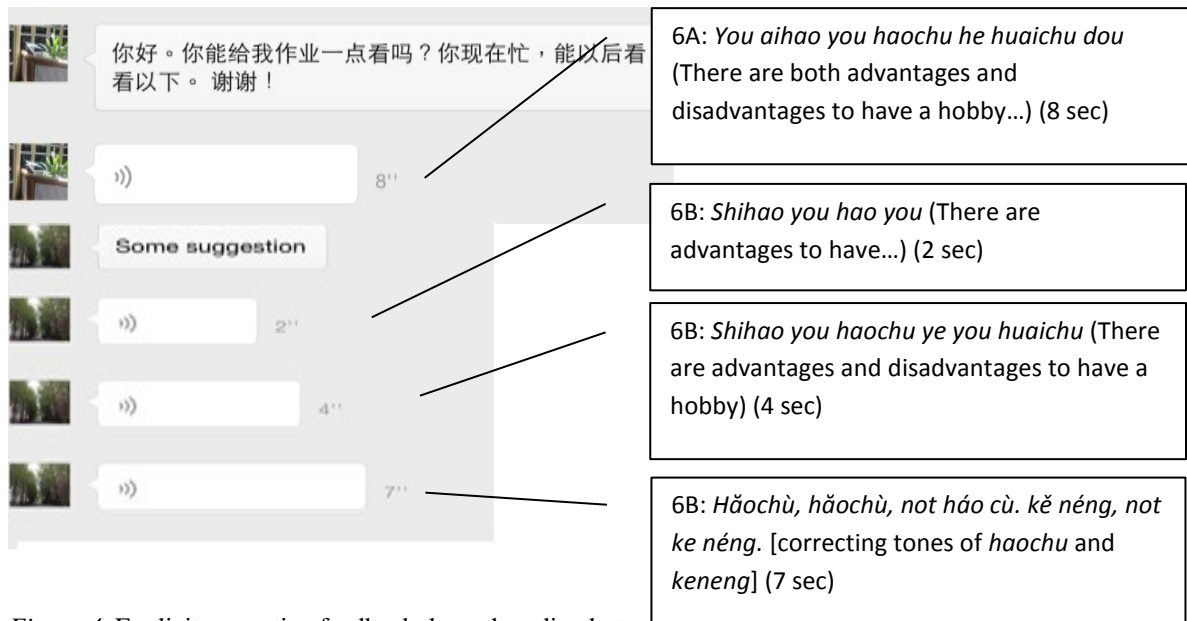 你好。你能给我作业一点看吗？你现在忙，能以后看
看以下。 谢谢！
8''
Some suggestion
2''
4''
7''
6A: You aihao you haochu he huaichu dou
(There are both advantages and
disadvantages to have a hobby…) (8 sec)
6B: Shihao you hao you (There are
advantages to have…) (2 sec)
6B: Shihao you haochu ye you huaichu (There
are advantages and disadvantages to have a
hobby) (4 sec)
6B: Hǎochù, hǎochù, not háo cù. kě néng, not
ke néng. [correcting tones of haochu and
keneng] (7 sec)